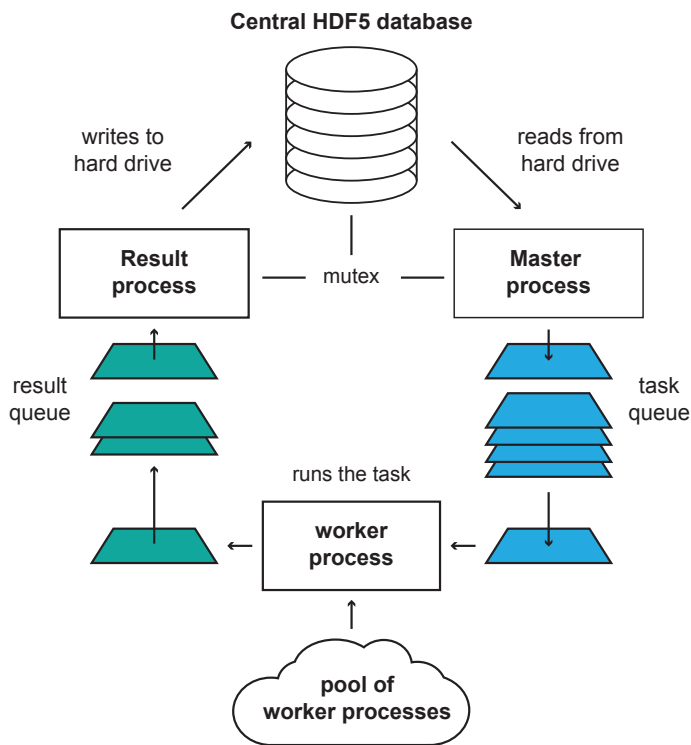 Central HDF5 database
writes to
hard drive
reads from
hard drive
Result
process
mutex
Master
process
result
queue
task
queue
runs the task
worker
process
pool of
worker processes